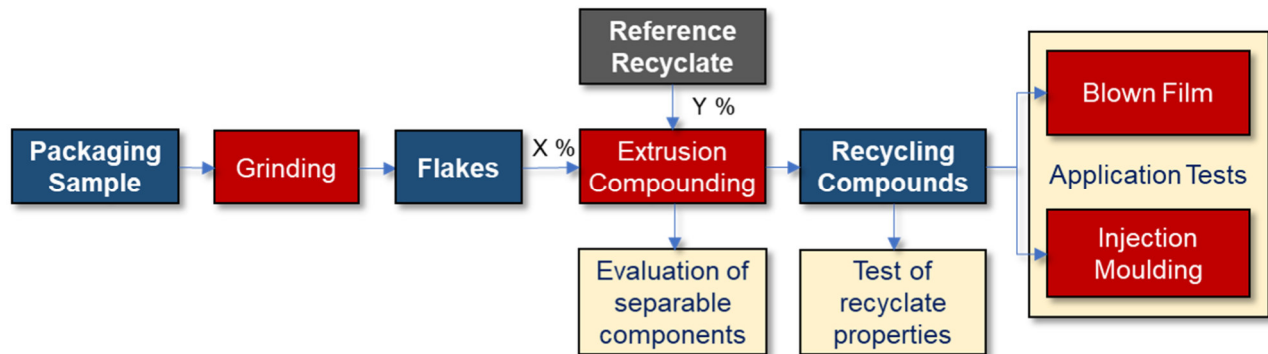 Reference
Recyclate
Y %
Packaging
Sample
Grinding
Flakes
X %
Extrusion
Compounding
Recycling
Compounds
Blown Film
Application Tests
Injection
Moulding
Evaluation of
separable
components
Test of
recyclate
properties